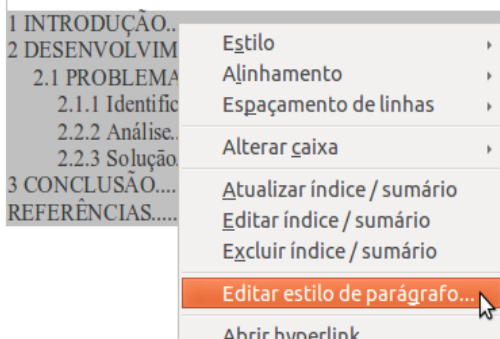 1 INTRODUÇÃO..
2 DESENVOLVIM
2.1 PROBLEMA
2.1.1 Identific
2.2.2 Análise..
2.2.3 Solução.
3 CONCLUSÃO....
REFERÊNCIAS.....
Estilo
Alinhamento
Espaçamento de linhas
Alterar caixa
Atualizar índice / sumário
Editar índice / sumário
Excluir índice / sumário
Editar estilo de parágrafo...
Abrir hyperlink